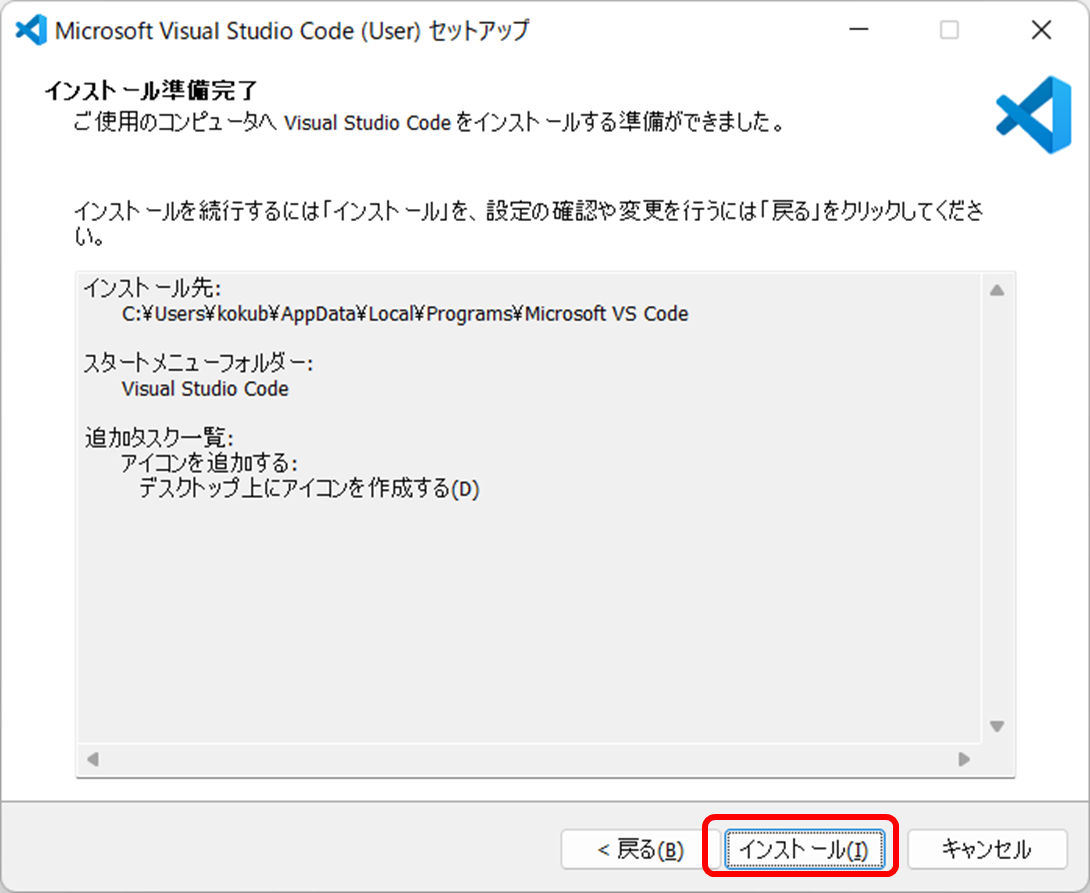 Microsoft Visual Studio Code (User) セットアップ
インストール準備完了
ご使用のコンピュータへ Visual Studio Code をインストールする準備ができました。
インストールを続行するには「インストール」を、設定の確認や変更を行うには「戻る」をクリックしてくださ
い。
インストール先:
C:¥Users¥kokub¥AppData¥Local¥Programs¥Microsoft VS Code
スタートメニューフォルダー:
Visual Studio Code
追加タスク一覧:
アイコンを追加する:
デスクトップ上にアイコンを作成する(D)
< 戻る(B) インストール(I) キャンセル